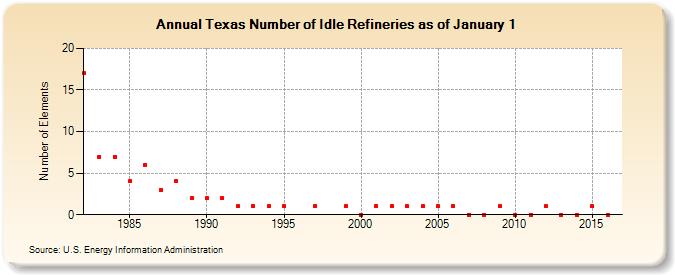 Annual Texas Number of Idle Refineries as of January 1
Number of Elements
20
15
10
5
0
1985 1990 1995 2000 2005 2010 2015
Source: U.S. Energy Information Administration